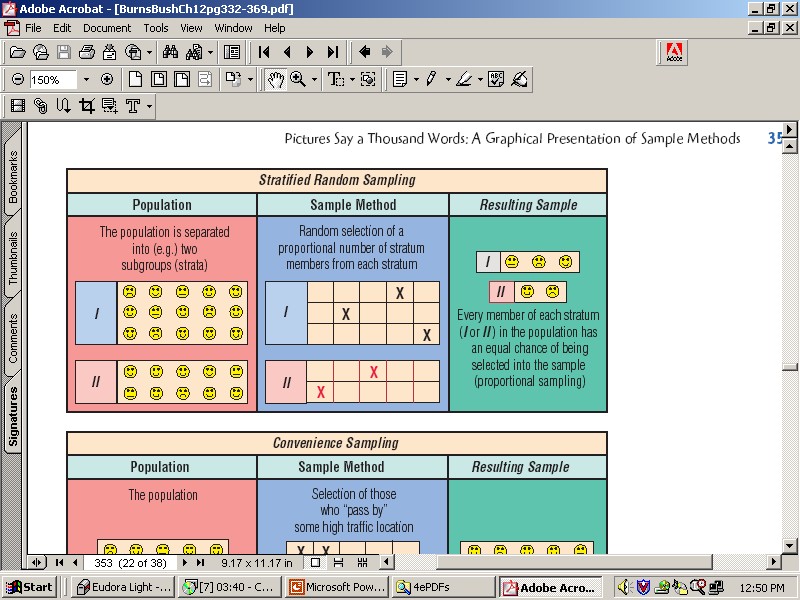 Adobe Acrobat - [BurnsBushCh12pg332-369.pdf]
File Edit Document Tools View Window Help
Adobe
150%
T
ABC
T
Bookmarks
Thumbnails
Comments
Signatures
Pictures Say a Thousand Words: A Graphical Presentation of Sample Methods
Stratified Random Sampling
Population Sample Method Resulting Sample
The population is separated
into (e.g.) two
subgroups (strata)
I
II
Random selection of a
proportional number of stratum
members from each stratum
I
X
X
X
II
X
X
I
II
Every member of each stratum
(I or II) in the population has
an equal chance of being
selected into the sample
(proportional sampling)
Convenience Sampling
Population Sample Method Resulting Sample
The population
Selection of those
who "pass by"
some high traffic location
X X
353 (22 of 38) 9.17 x 11.17 in
Start Eudora Light -... [7] 03:40 - C... Microsoft Pow... 4ePDFs Adobe Acro... 12:50 PM